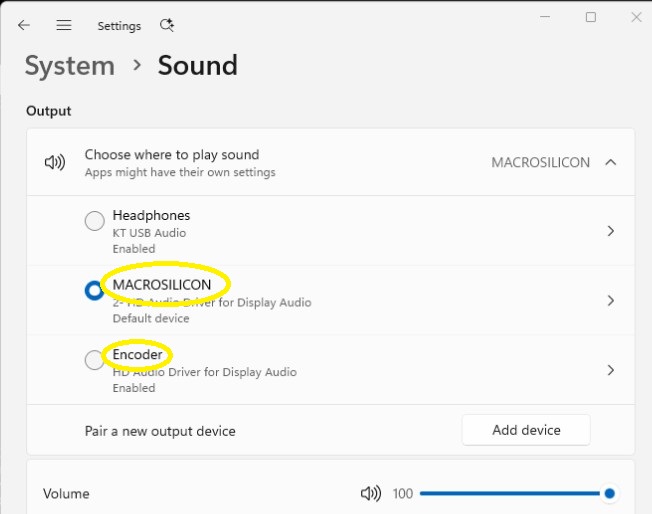 Settings
System > Sound
Output
Choose where to play sound
Apps might have their own settings
MACROSILICON
Headphones
KT USB Audio
Enabled
MACROSILICON
2- HD Audio Driver for Display Audio
Default device
Encoder
HD Audio Driver for Display Audio
Enabled
Pair a new output device
Add device
Volume
100